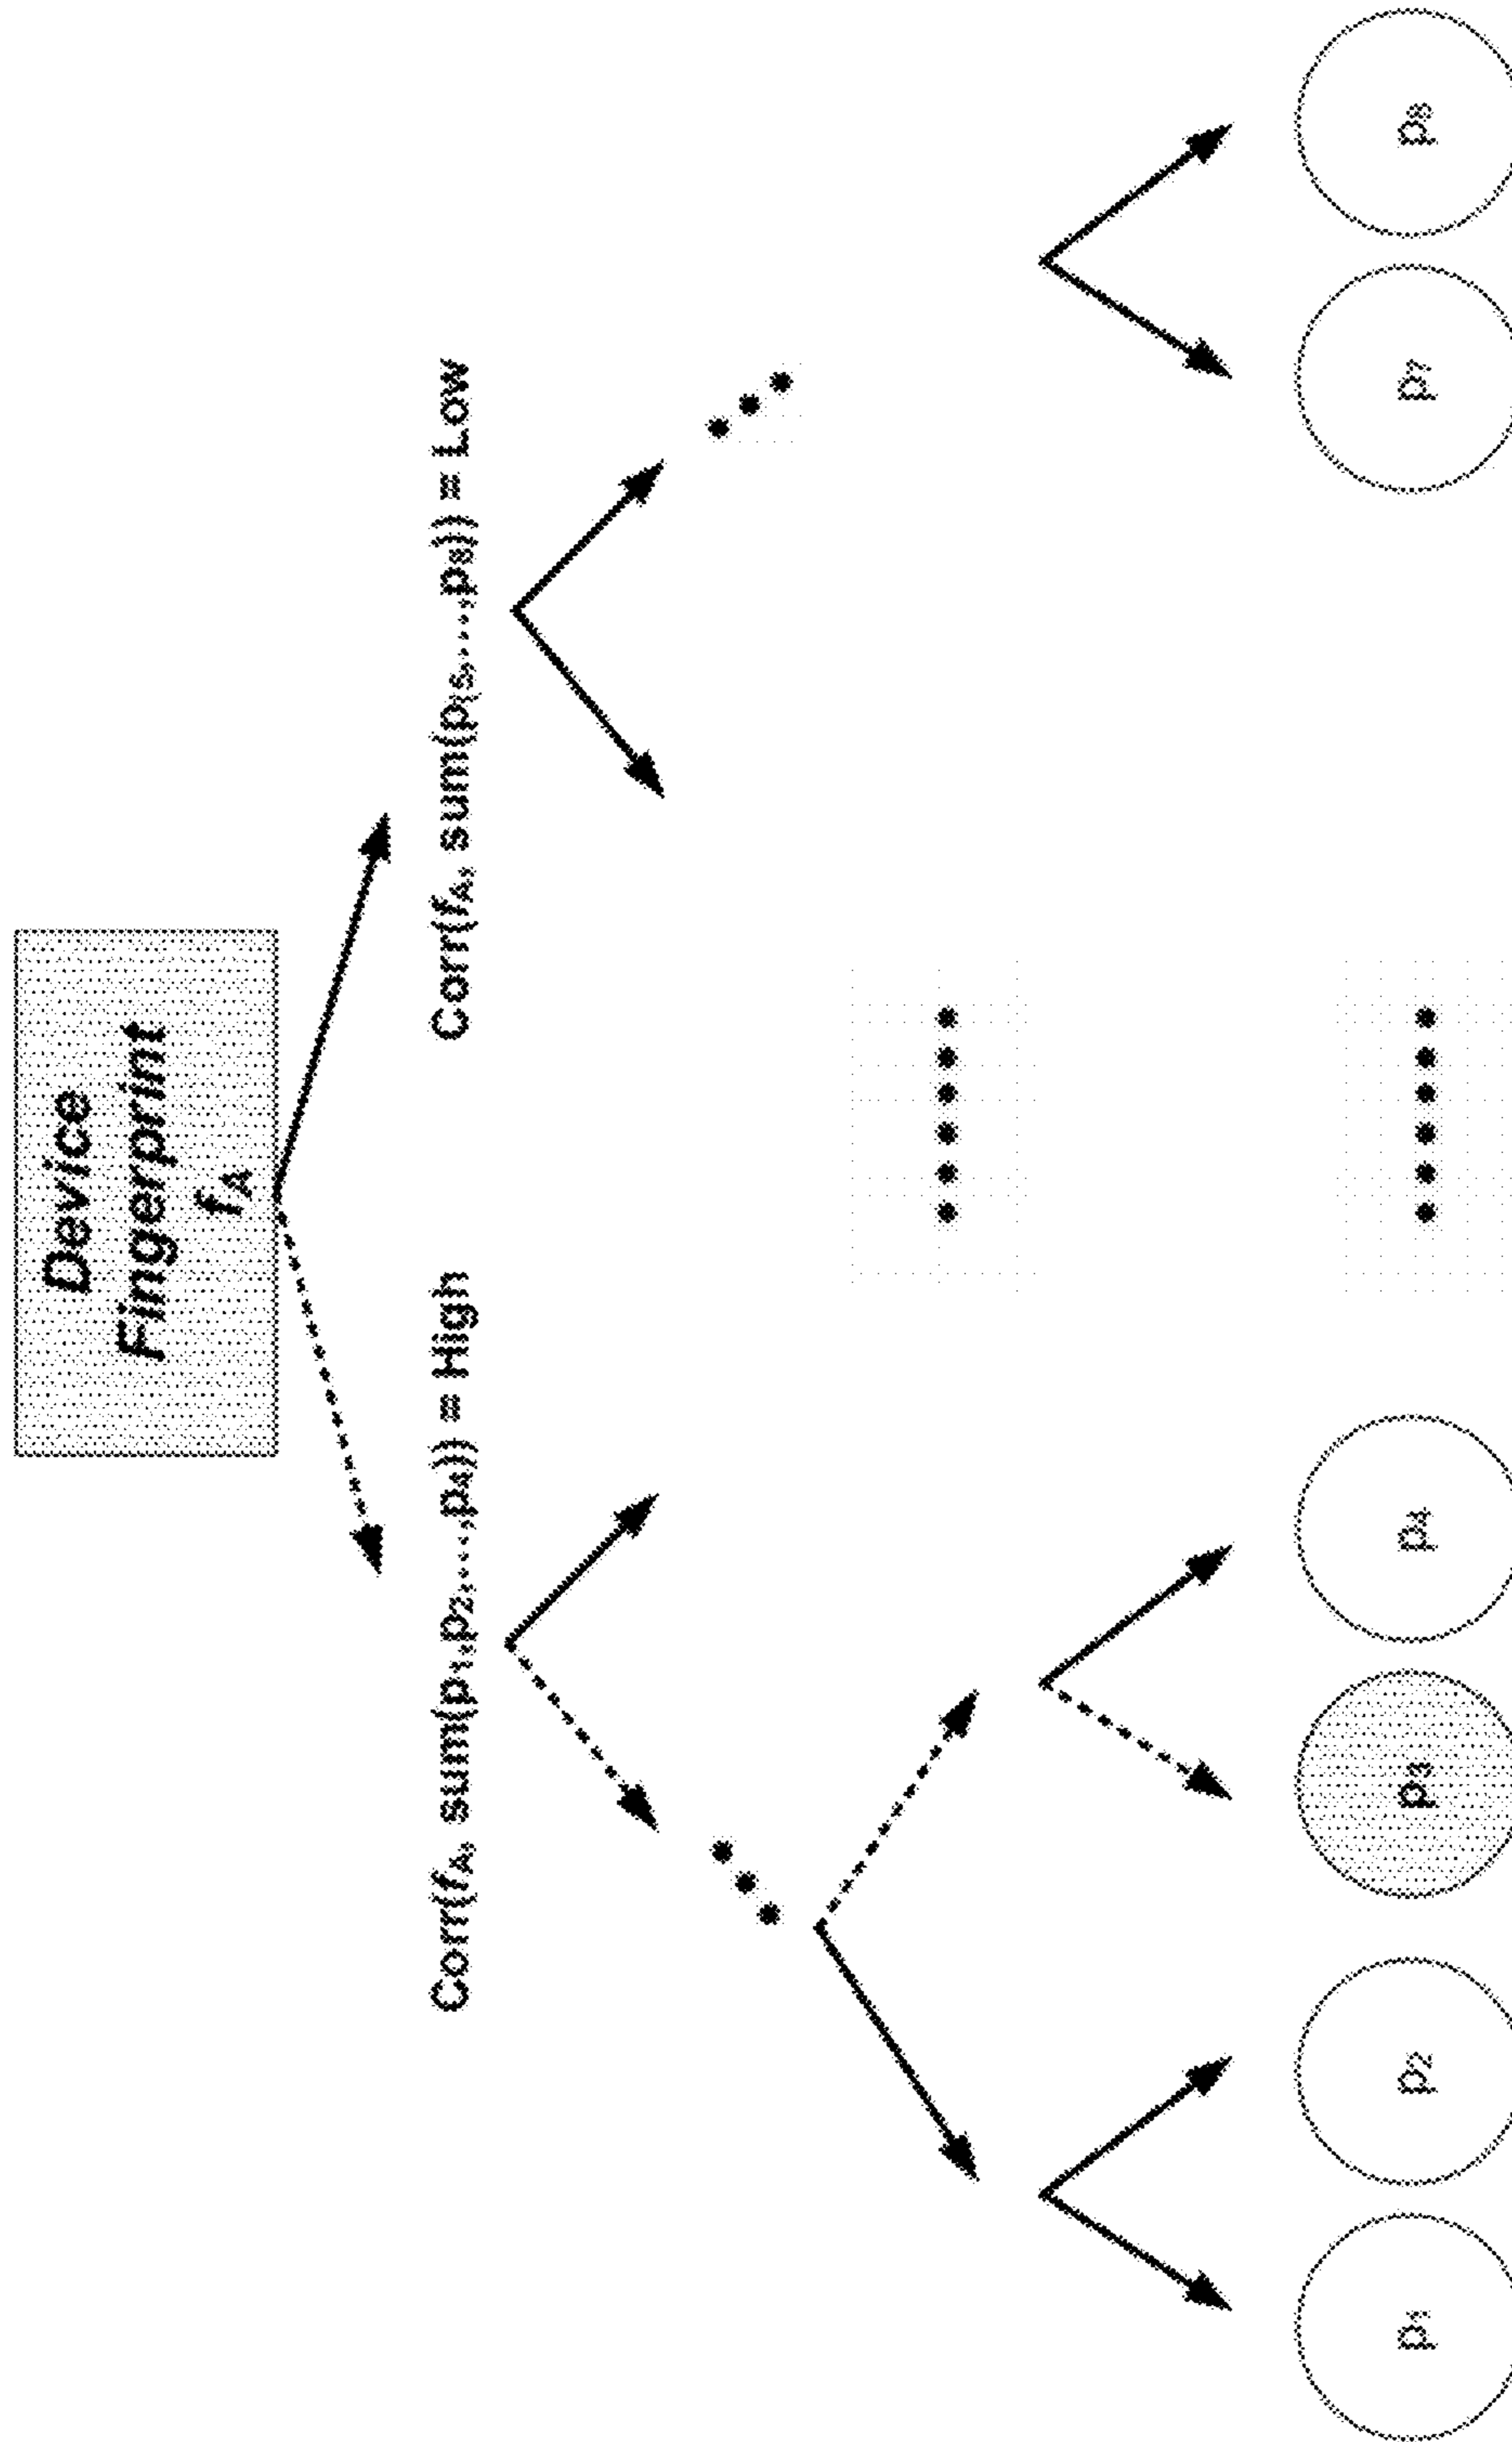 Device
Fingerprint
fA
Corr(fA, sum(p1,p2,...,p4)) = High
Corr(fA, sum(p5,...,p8)) = Low
p1
p2
p3
p4
p7
p8